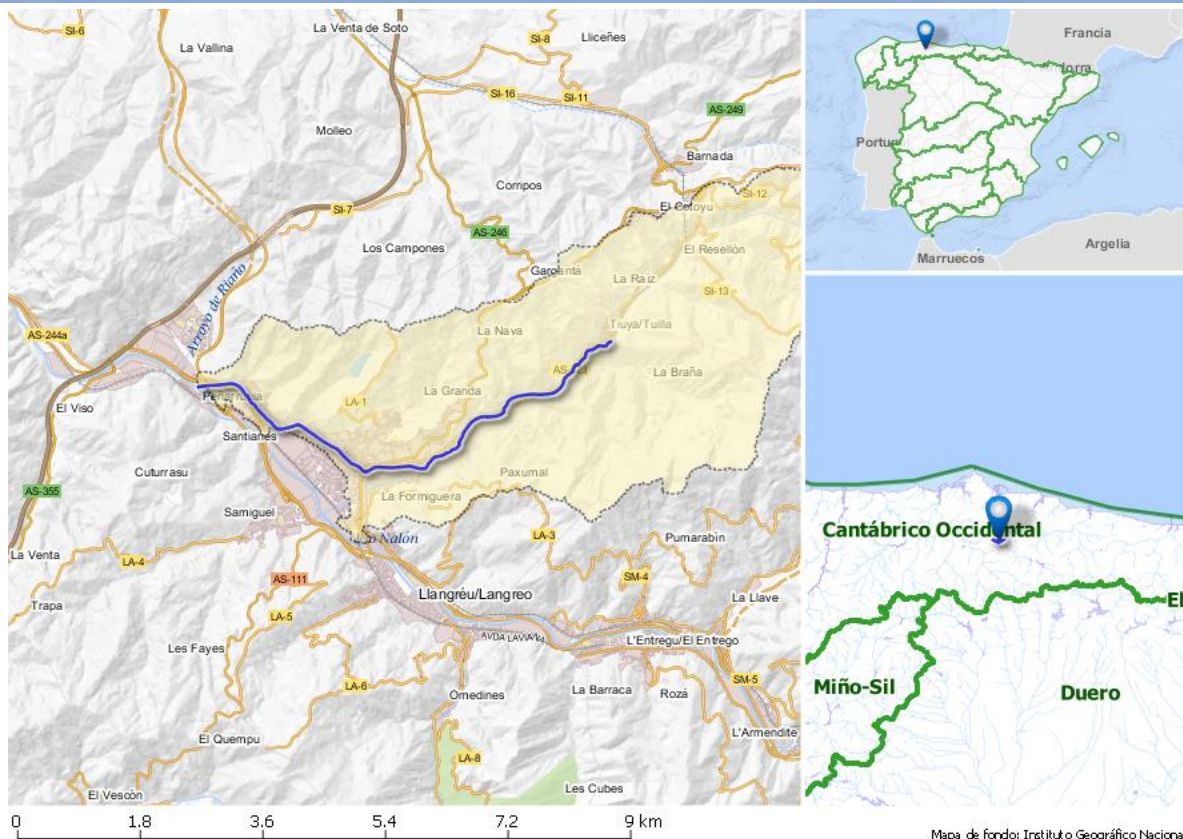 SI-6
La Venta de Soto
La Vallina
SI-8
Lliceñes
SI-16
SI-11
AS-249
Molleo
Barnada
Corripos
SI-12
SI-7
El Cotoyu
AS-246
Los Campones
El Resellón
Arroyo de Riaño
Gargantá
La Raíz
SI-13
AS-244a
La Nava
Tiuya/Tuilla
La Granda
La Braña
LA-1
El Viso
Santianes
Cuturrasu
Paxumal
AS-355
La Formiguera
Samiguel
Nalón
LA-3
Pumarabín
La Venta
LA-4
AS-111
SM-4
Llangréu/Langreo
La Llave
Trapa
LA-5
L'Entregu/El Entrego
Les Fayes
SM-5
LA-6
La Barraca
Rozá
Omedines
El Quempu
L'Armendite
LA-8
Les Cubes
El Vescón
0 1.8 3.6 5.4 7.2 9 km
Francia
Portu
Argelia
Marruecos
Cantábrico Occidental
Miño-Sil
Duero
Mapa de fondo: Instituto Geográfico Nacional